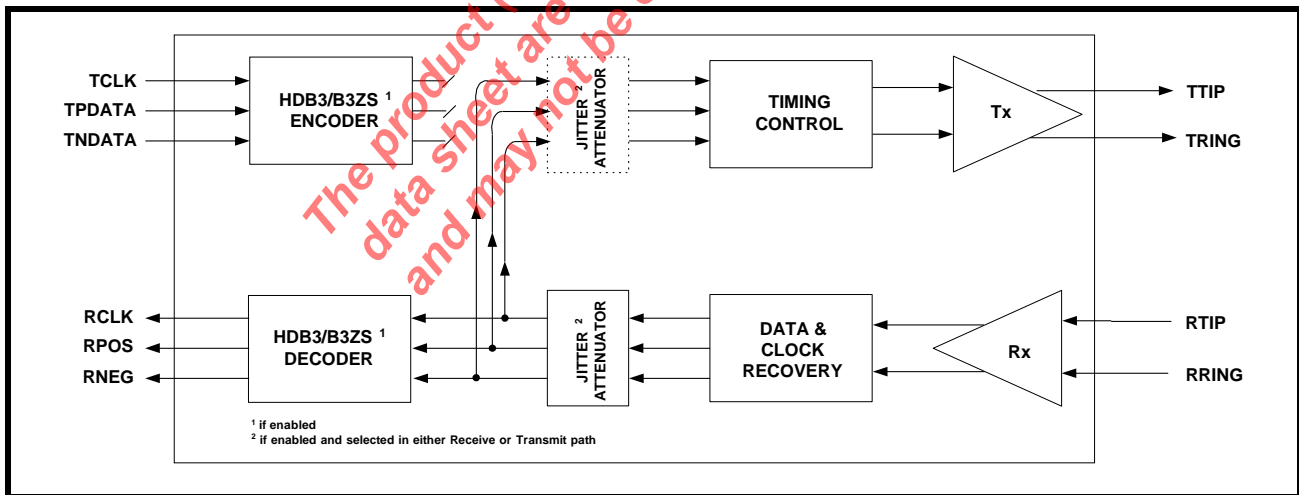 TCLK
TPDATA
TNDATA
HDB3/B3ZS 1
ENCODER
JITTER 2
ATTENUATOR
TIMING
CONTROL
Tx
TTIP
TRING
RCLK
RPOS
RNEG
HDB3/B3ZS 1
DECODER
JITTER 2
ATTENUATOR
DATA &
CLOCK
RECOVERY
Rx
RTIP
RRING
1 if enabled
2 if enabled and selected in either Receive or Transmit path
The product
data sheet are
and may not be